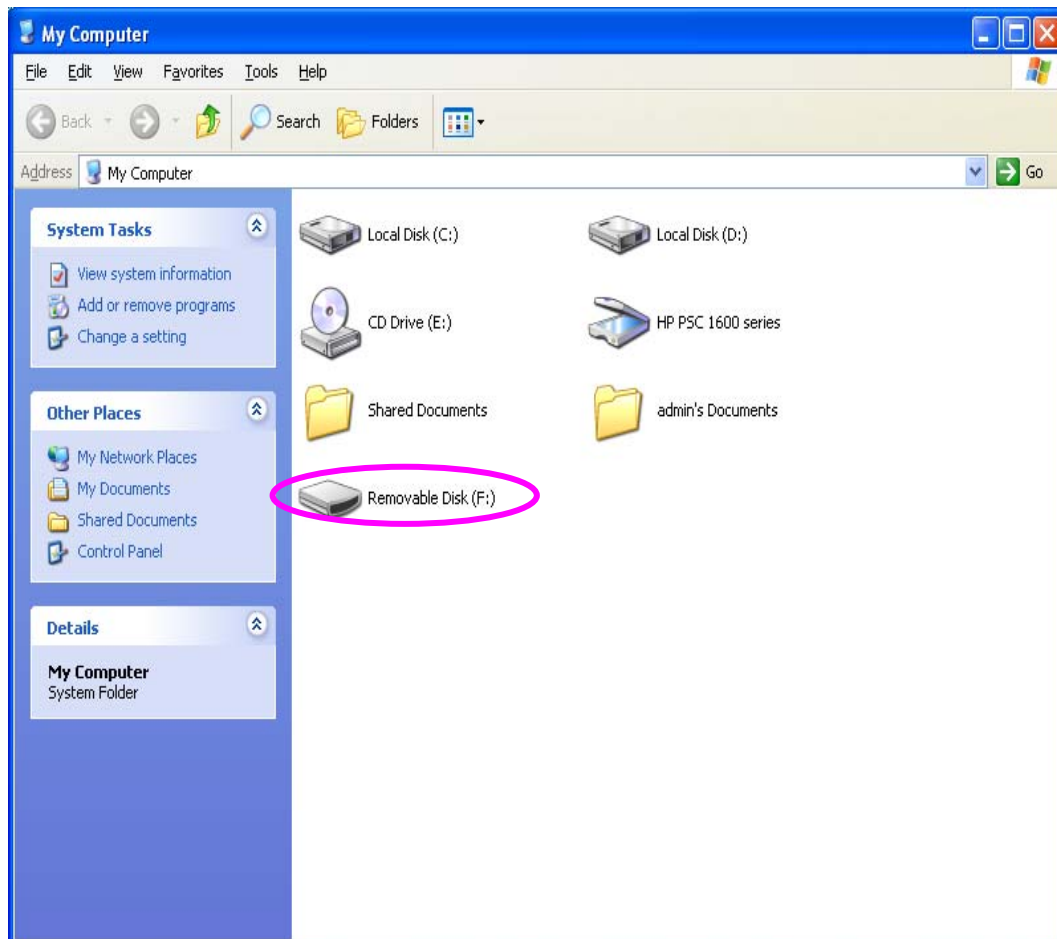 My Computer
File Edit View Favorites Tools Help
Back Search Folders
Address My Computer Go
System Tasks
View system information
Add or remove programs
Change a setting
Other Places
My Network Places
My Documents
Shared Documents
Control Panel
Details
My Computer
System Folder
Local Disk (C:) Local Disk (D:)
CD Drive (E:) HP PSC 1600 series
Shared Documents admin's Documents
Removable Disk (F:)